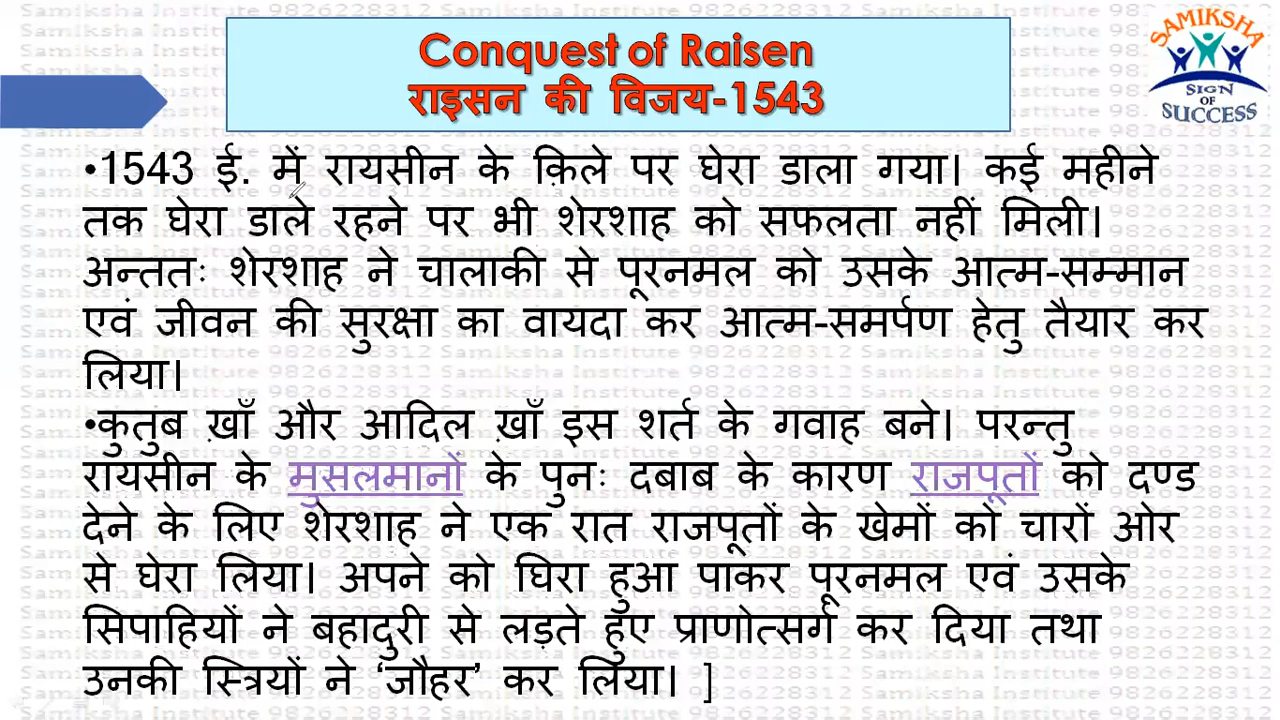 Conquest of Raisen
राइसन की विजय-1543
SAMIKSHA
SIGN
OF
SUCCESS
•1543 ई. में रायसीन के क़िले पर घेरा डाला गया। कई महीने
तक घेरा डाले रहने पर भी शेरशाह को सफलता नहीं मिली।
अन्ततः शेरशाह ने चालाकी से पूरनमल को उसके आत्म-सम्मान
एवं जीवन की सुरक्षा का वायदा कर आत्म-समर्पण हेतु तैयार कर
लिया।
•कुतुब ख़ाँ और आदिल ख़ाँ इस शर्त के गवाह बने। परन्तु
रायसीन के मुसलमानों के पुनः दबाब के कारण राजपूतों को दण्ड
देने के लिए शेरशाह ने एक रात राजपूतों के खेमों को चारों ओर
से घेरा लिया। अपने को घिरा हुआ पाकर पूरनमल एवं उसके
सिपाहियों ने बहादुरी से लड़ते हुए प्राणोत्सर्ग कर दिया तथा
उनकी स्त्रियों ने ‘जौहर’ कर लिया। ]